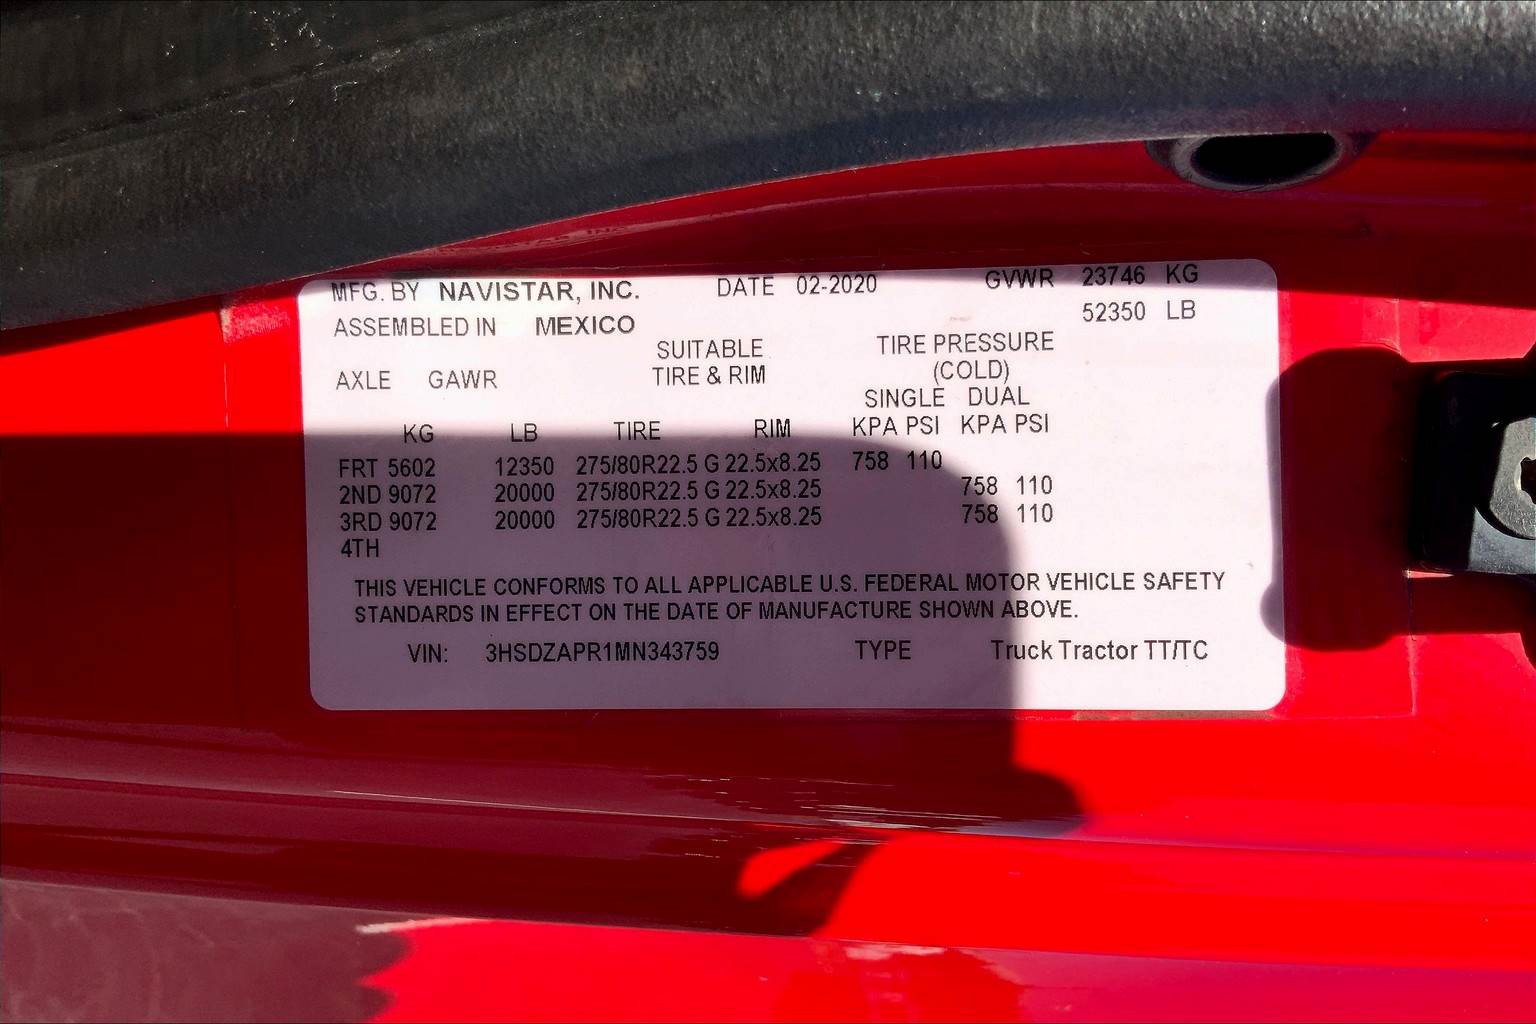 MFG. BY NAVISTAR, INC. DATE 02-2020 GVWR 23746 KG
ASSEMBLED IN MEXICO 52350 LB
SUITABLE TIRE PRESSURE
AXLE GAWR TIRE & RIM (COLD)
SINGLE DUAL
KG LB TIRE RIM KPA PSI KPA PSI
FRT 5602 12350 275/80R22.5 G 22.5x8.25 758 110
2ND 9072 20000 275/80R22.5 G 22.5x8.25 758 110
3RD 9072 20000 275/80R22.5 G 22.5x8.25 758 110
4TH
THIS VEHICLE CONFORMS TO ALL APPLICABLE U.S. FEDERAL MOTOR VEHICLE SAFETY
STANDARDS IN EFFECT ON THE DATE OF MANUFACTURE SHOWN ABOVE.
VIN: 3HSDZAPR1MN343759 TYPE Truck Tractor TT/TC